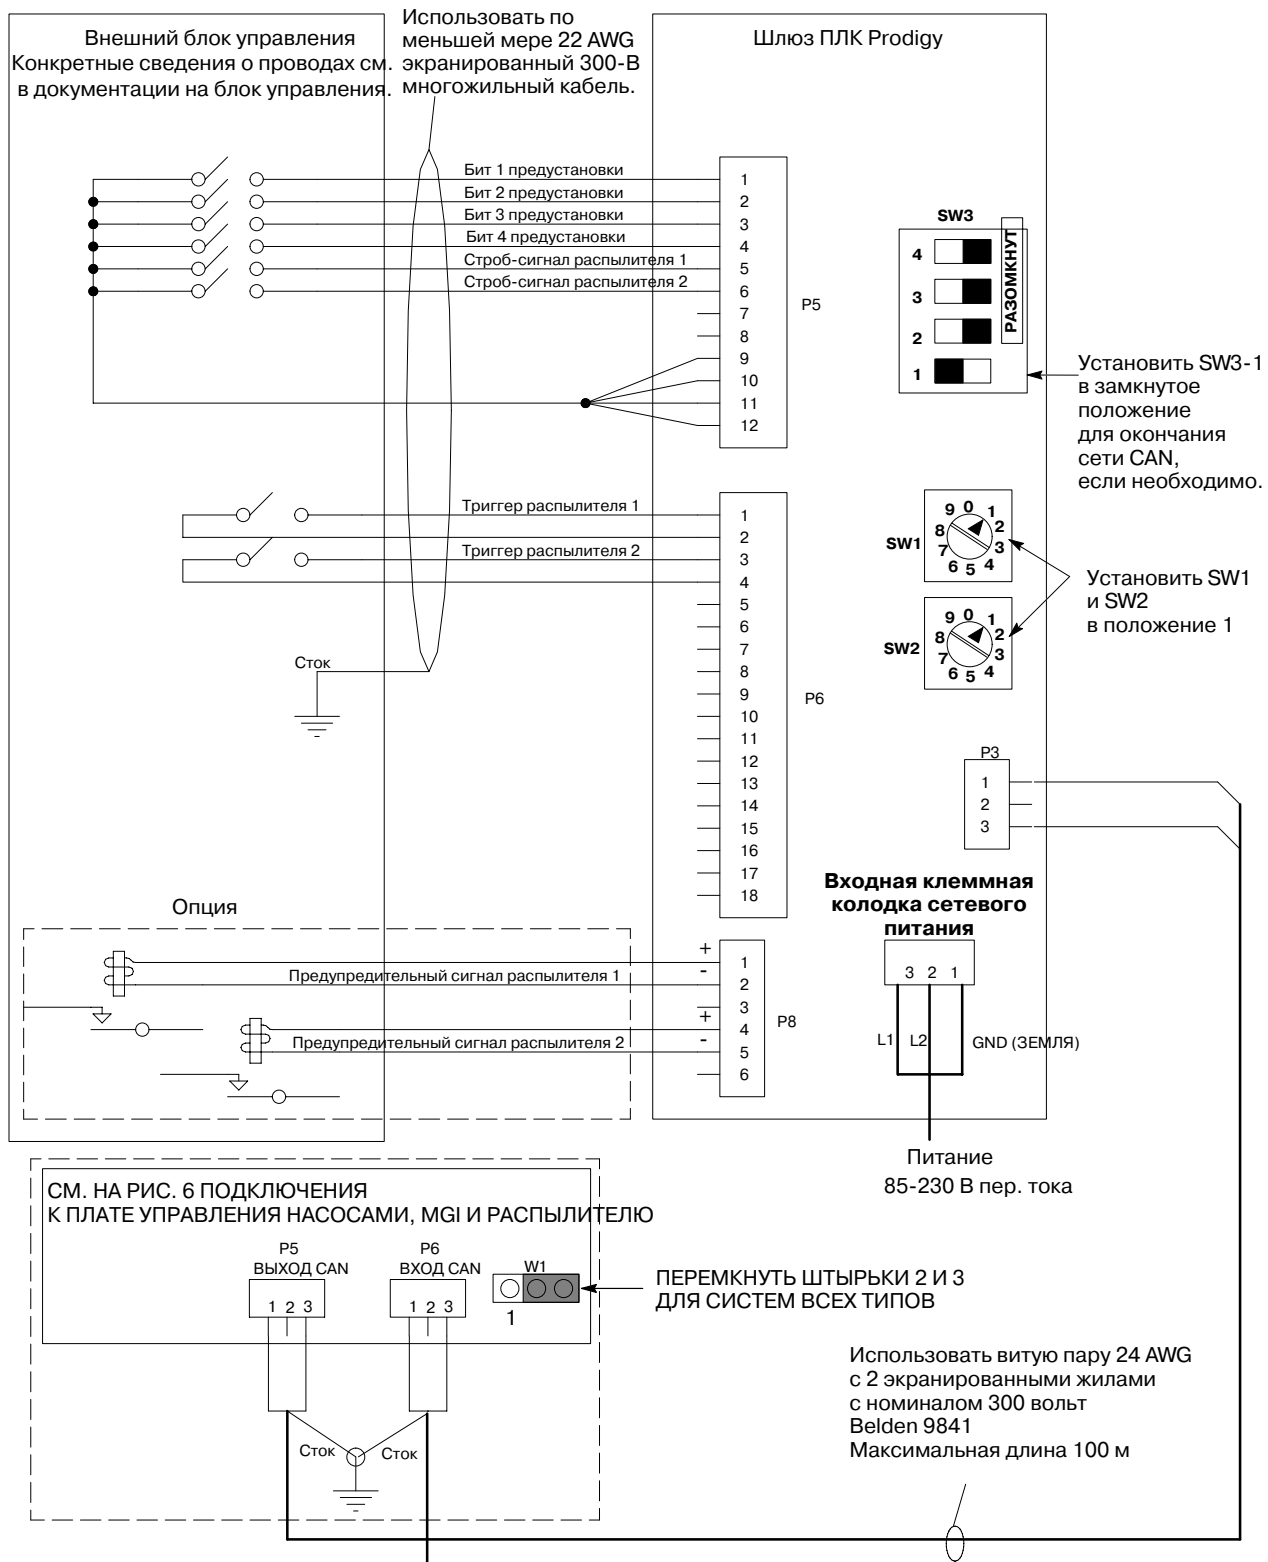 Внешний блок управления
Конкретные сведения о проводах см.
в документации на блок управления.
Использовать по
меньшей мере 22 AWG
экранированный 300-В
многожильный кабель.
Шлюз ПЛК Prodigy
Бит 1 предустановки
Бит 2 предустановки
Бит 3 предустановки
Бит 4 предустановки
Строб-сигнал распылителя 1
Строб-сигнал распылителя 2
1
2
3
4
5
6
7
8
9
10
11
12
P5
SW3
4
3
2
1
РАЗОМКНУТ
Установить SW3-1
в замкнутое
положение
для окончания
сети CAN,
если необходимо.
Триггер распылителя 1
Триггер распылителя 2
Сток
1
2
3
4
5
6
7
8
9
10
11
12
13
14
15
16
17
18
P6
SW1
9 0 1
8 2
7 3
6 5 4
SW2
9 0 1
8 2
7 3
6 5 4
Установить SW1
и SW2
в положение 1
P3
1
2
3
Входная клеммная
колодка сетевого
питания
3 2 1
L1 L2 GND (ЗЕМЛЯ)
Питание
85-230 В пер. тока
Опция
Предупредительный сигнал распылителя 1
Предупредительный сигнал распылителя 2
+
-
+
-
1
2
3
4
5
6
P8
СМ. НА РИС. 6 ПОДКЛЮЧЕНИЯ
К ПЛАТЕ УПРАВЛЕНИЯ НАСОСАМИ, MGI И РАСПЫЛИТЕЛЮ
P5
ВЫХОД CAN
1 2 3
P6
ВХОД CAN
1 2 3
W1
1
ПЕРЕМКНУТЬ ШТЫРЬКИ 2 И 3
ДЛЯ СИСТЕМ ВСЕХ ТИПОВ
Сток Сток
Использовать витую пару 24 AWG
с 2 экранированными жилами
с номиналом 300 вольт
Belden 9841
Максимальная длина 100 м